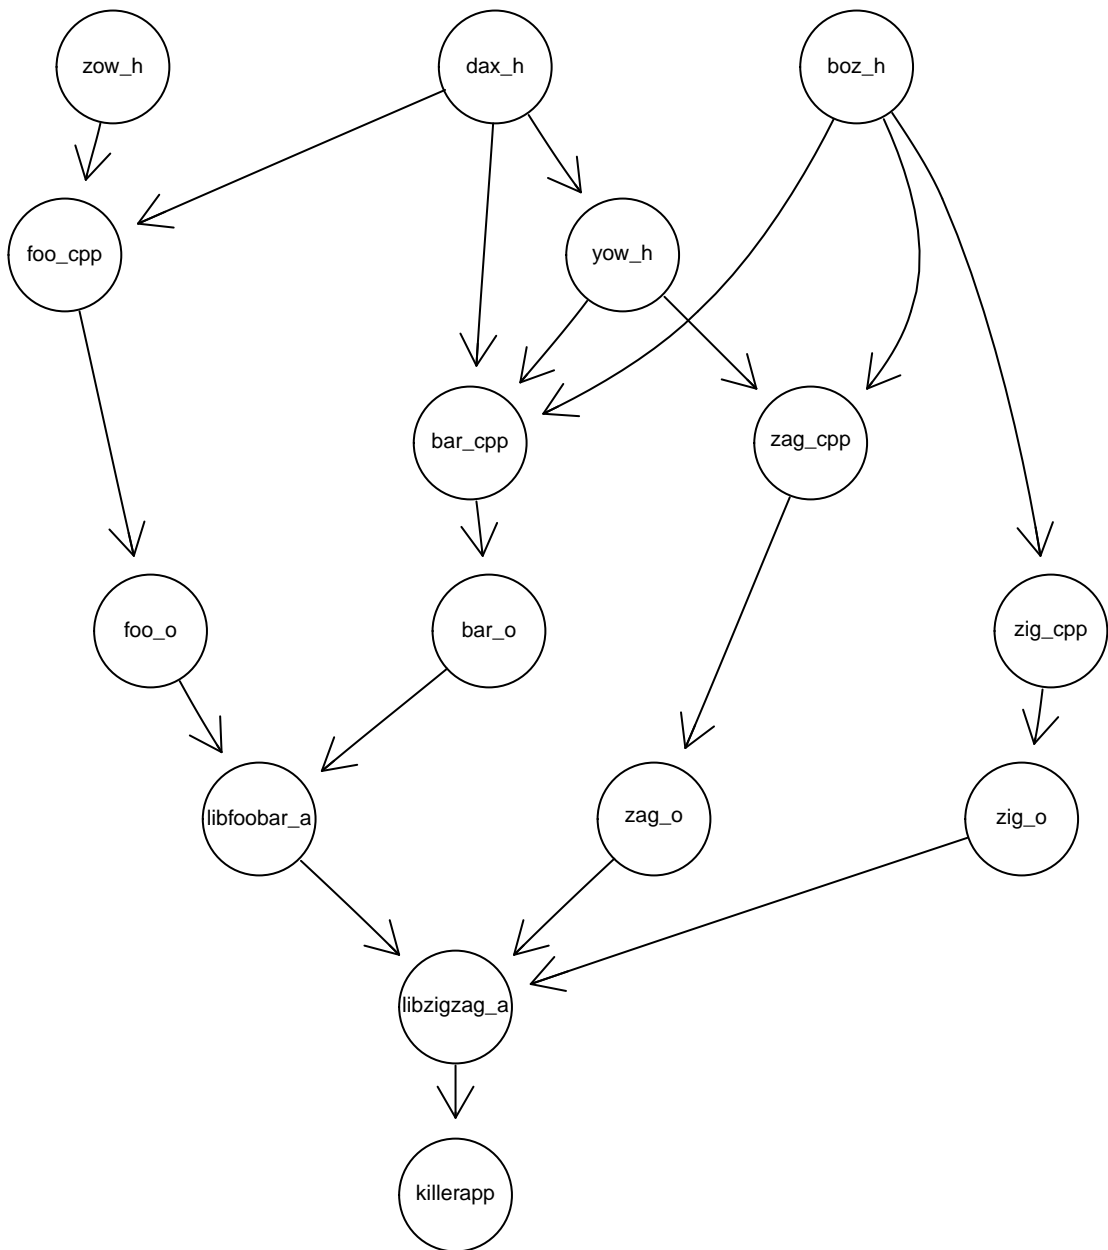 zow_h
dax_h
boz_h
foo_cpp
yow_h
bar_cpp
zag_cpp
foo_o
bar_o
zig_cpp
libfoobar_a
zag_o
zig_o
libzigzag_a
killerapp